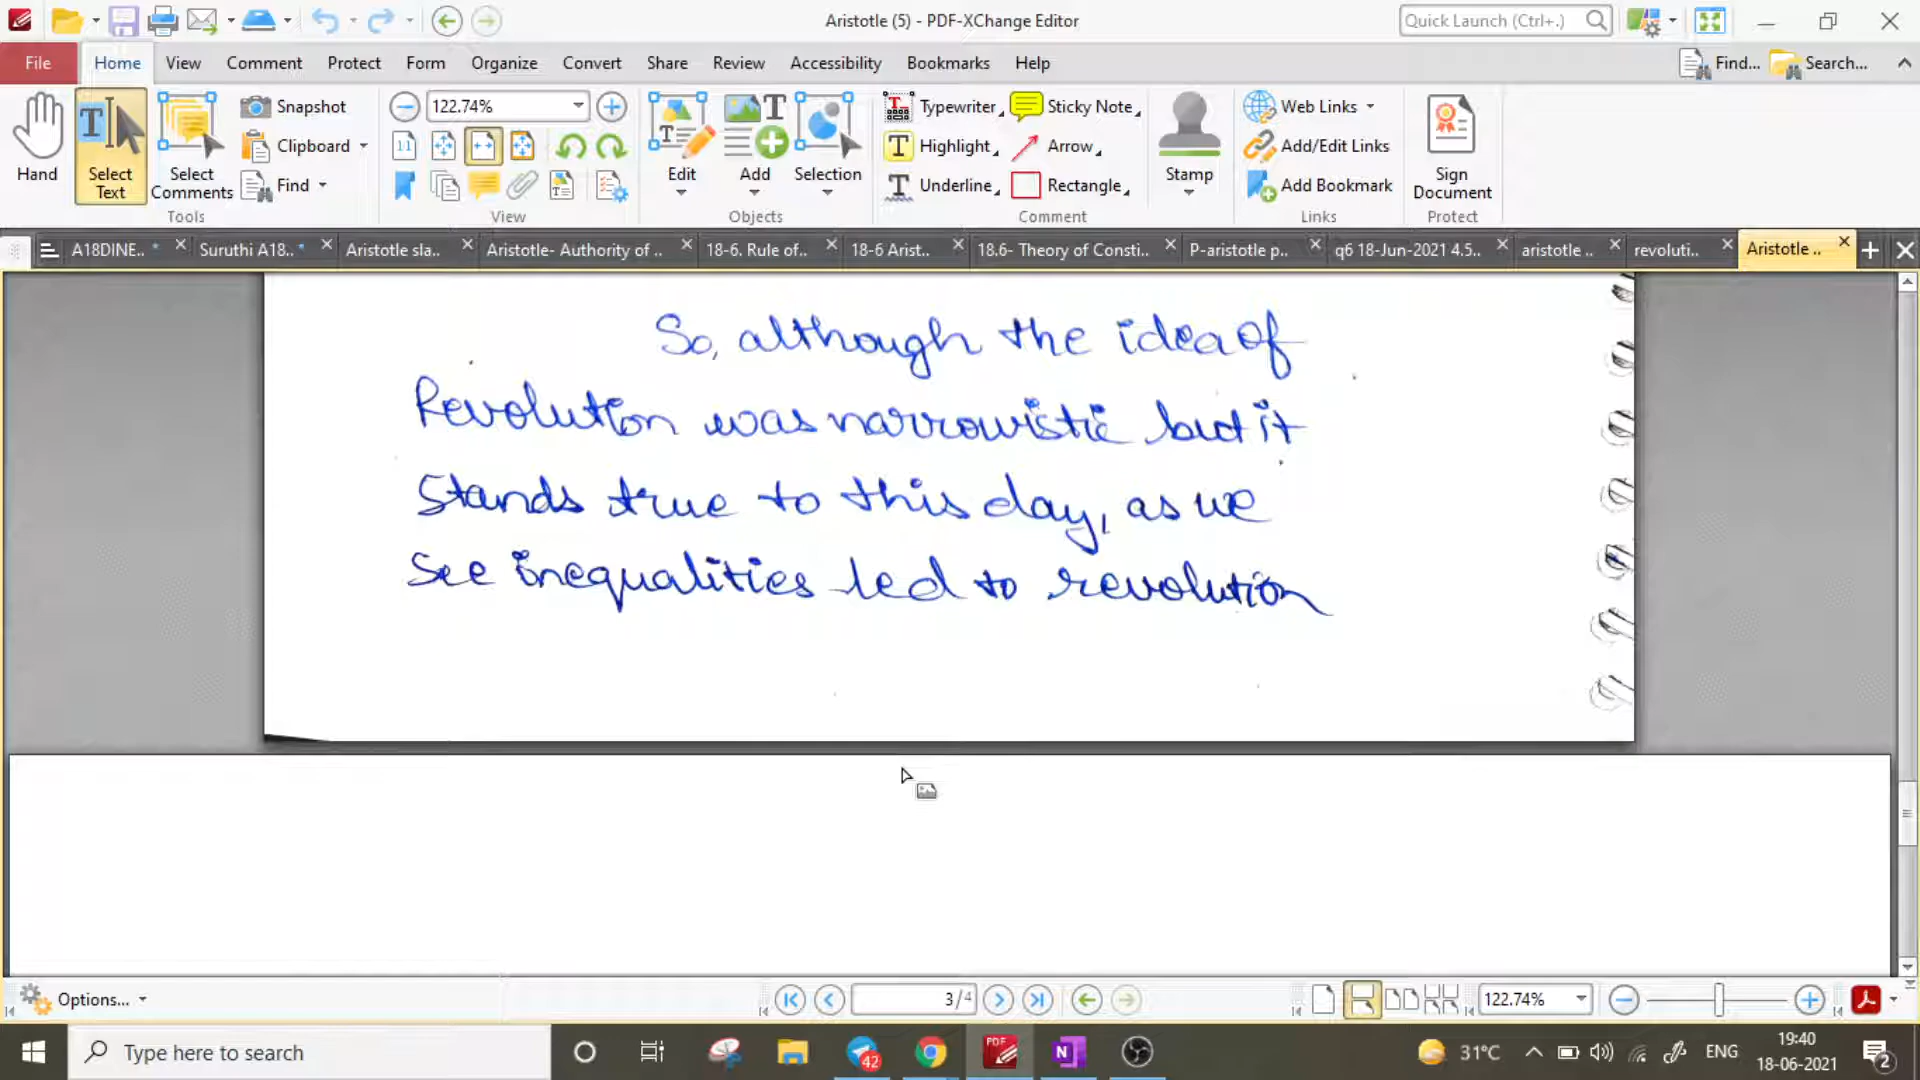 Aristotle (5) - PDF-XChange Editor
Quick Launch (Ctrl+.)
File Home View Comment Protect Form Organize Convert Share Review Accessibility Bookmarks Help Find... Search...
Hand
Select Text
Select Comments
Snapshot
Clipboard
Find
Tools
122.74%
1:1
View
Edit
Add
Selection
Objects
Typewriter
Sticky Note
Highlight
Arrow
Underline
Rectangle
Comment
Stamp
Web Links
Add/Edit Links
Add Bookmark
Links
Sign Document
Protect
A18DINE.. * Suruthi A18.. * Aristotle sla.. Aristotle- Authority of .. 18-6. Rule of.. 18-6 Arist.. 18.6- Theory of Consti.. P-aristotle p.. q6 18-Jun-2021 4.5.. aristotle .. revoluti.. Aristotle ..
So, although the idea of
Revolution was narrowistic but it
Stands true to this day, as we
See inequalities led to revolution
Options... 3/4 122.74%
Type here to search
42
PDF
N
31°C
ENG
19:40
18-06-2021
2